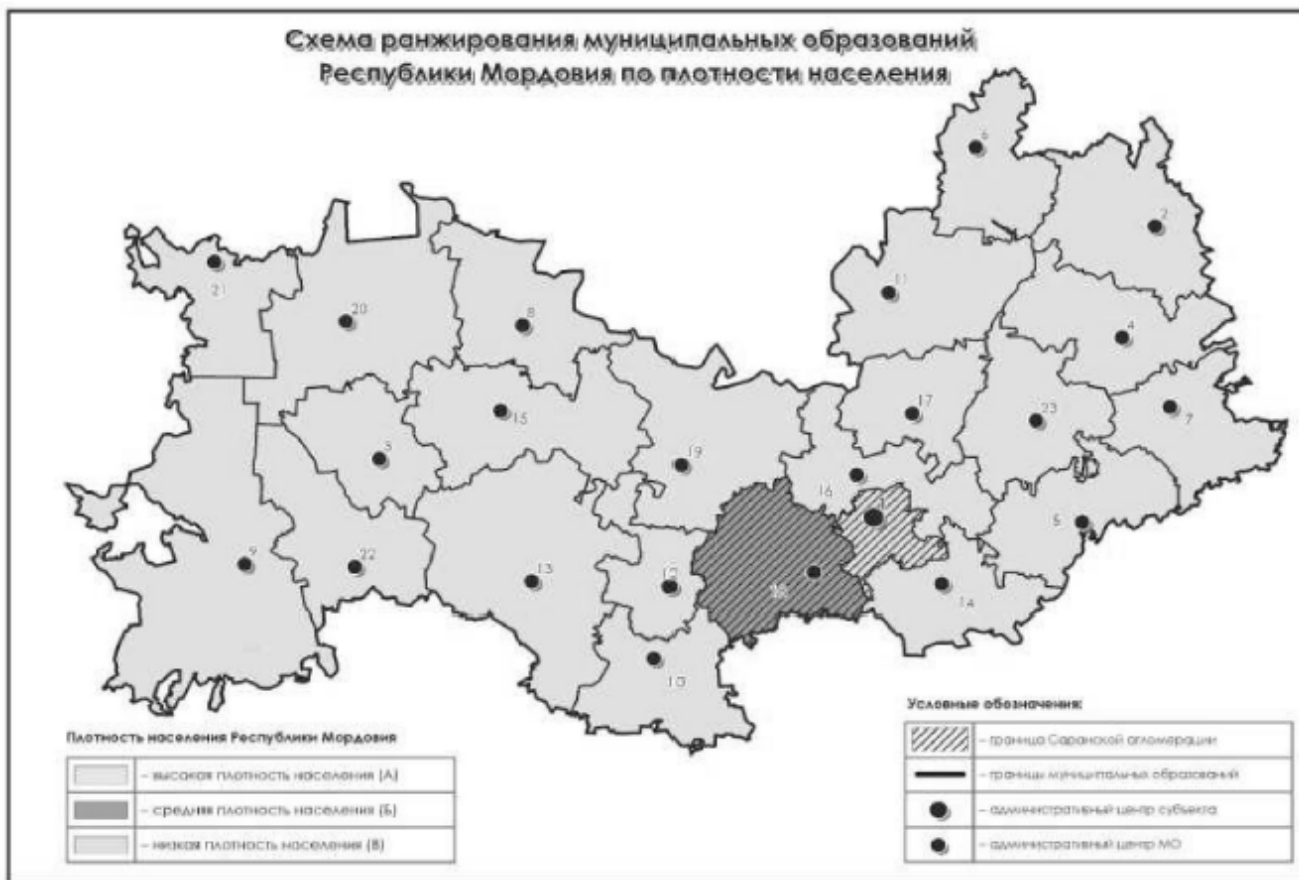 Схема ранжирования муниципальных образований
Республики Мордовия по плотности населения
6
2
21
11
20
8
4
7
17
23
15
3
19
16
1
5
9
22
13
12
18
14
10
Плотность населения Республики Мордовия
– высокая плотность населения (А)
– средняя плотность населения (Б)
– низкая плотность населения (В)
Условные обозначения:
– граница Саранской агломерации
– границы муниципальных образований
– административный центр субъекта
– административный центр МО